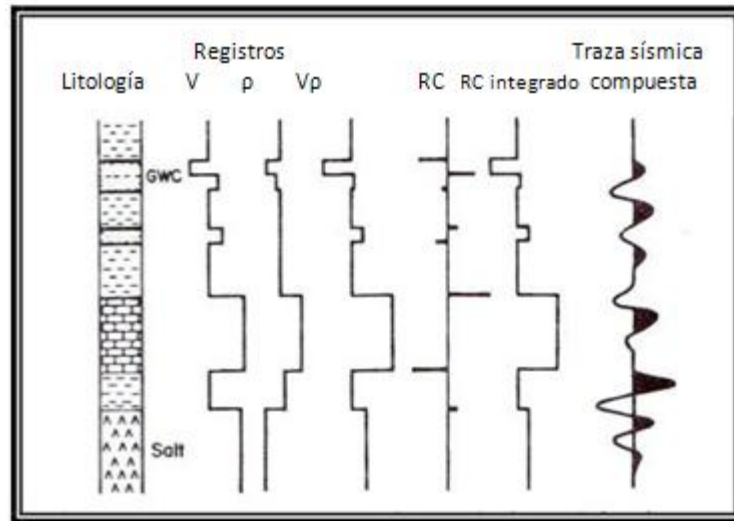 Registros
Traza sísmica
Litología V ρ Vρ RC RC integrado compuesta
GWC
Salt